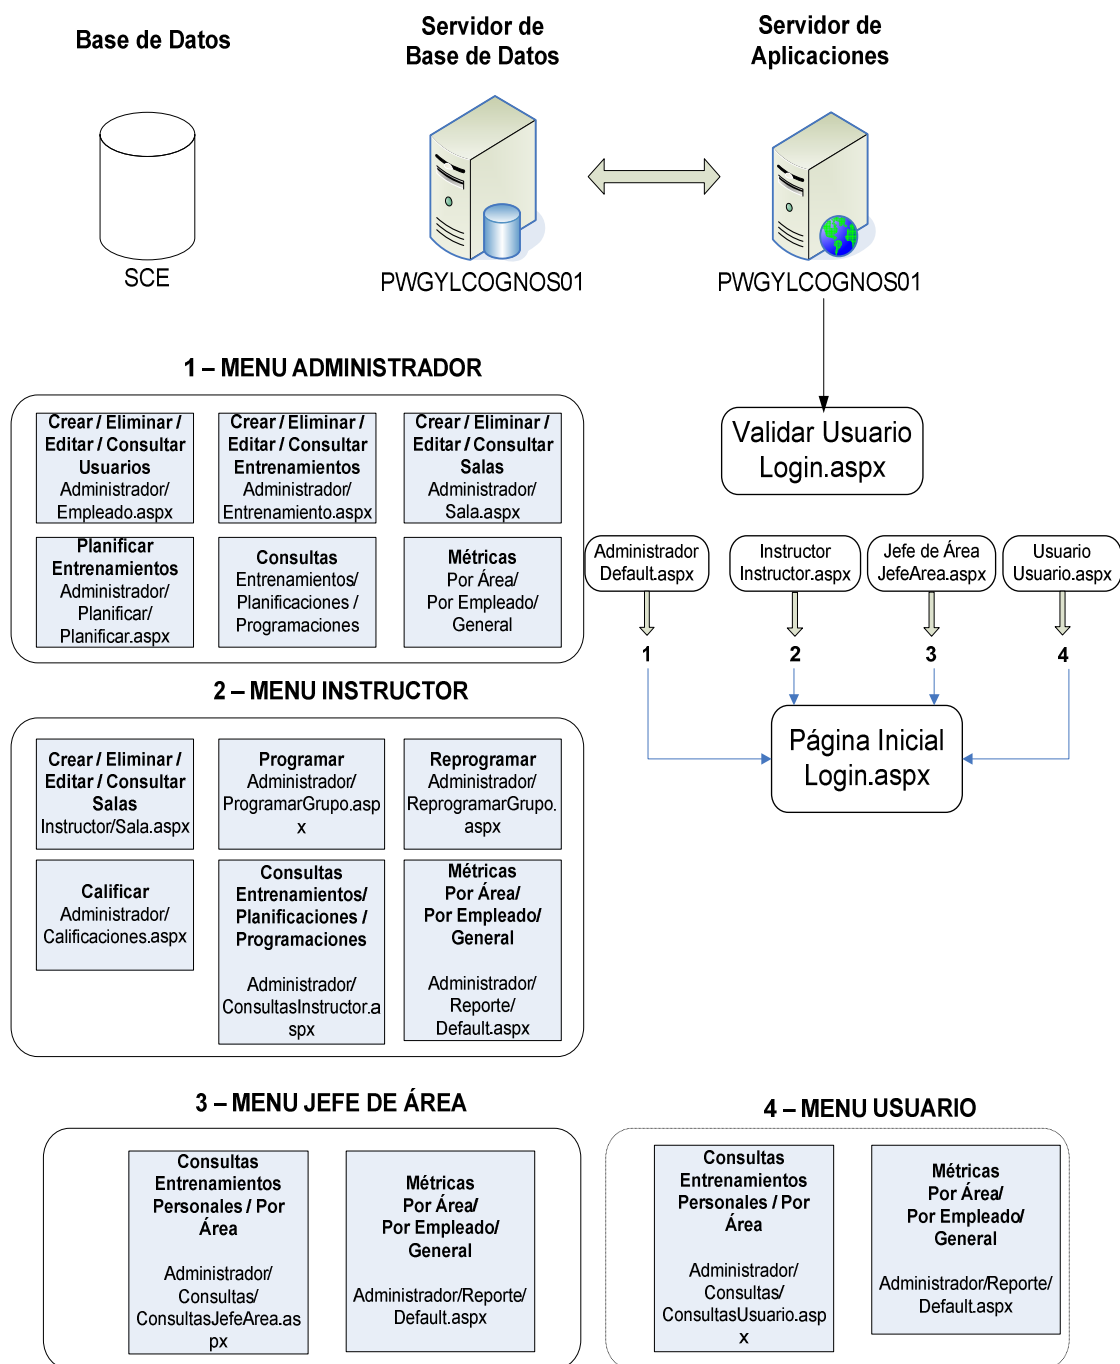 Base de Datos
Servidor de
Base de Datos
Servidor de
Aplicaciones
SCE
PWGYLCOGNOS01
PWGYLCOGNOS01
1 – MENU ADMINISTRADOR
Crear / Eliminar /
Editar / Consultar
Usuarios
Administrador/
Empleado.aspx
Crear / Eliminar /
Editar / Consultar
Entrenamientos
Administrador/
Entrenamiento.aspx
Crear / Eliminar /
Editar / Consultar
Salas
Administrador/
Sala.aspx
Planificar
Entrenamientos
Administrador/
Planificar/
Planificar.aspx
Consultas
Entrenamientos/
Planificaciones /
Programaciones
Métricas
Por Área/
Por Empleado/
General
Validar Usuario
Login.aspx
Administrador
Default.aspx
Instructor
Instructor.aspx
Jefe de Área
JefeArea.aspx
Usuario
Usuario.aspx
1
2
3
4
Página Inicial
Login.aspx
2 – MENU INSTRUCTOR
Crear / Eliminar /
Editar / Consultar
Salas
Instructor/Sala.aspx
Programar
Administrador/
ProgramarGrupo.asp
x
Reprogramar
Administrador/
ReprogramarGrupo.
aspx
Calificar
Administrador/
Calificaciones.aspx
Consultas
Entrenamientos/
Planificaciones /
Programaciones
Administrador/
ConsultasInstructor.a
spx
Métricas
Por Área/
Por Empleado/
General
Administrador/
Reporte/
Default.aspx
3 – MENU JEFE DE ÁREA
Consultas
Entrenamientos
Personales / Por
Área
Administrador/
Consultas/
ConsultasJefeArea.as
px
Métricas
Por Área/
Por Empleado/
General
Administrador/Reporte/
Default.aspx
4 – MENU USUARIO
Consultas
Entrenamientos
Personales / Por
Área
Administrador/
Consultas/
ConsultasUsuario.asp
x
Métricas
Por Área/
Por Empleado/
General
Administrador/Reporte/
Default.aspx